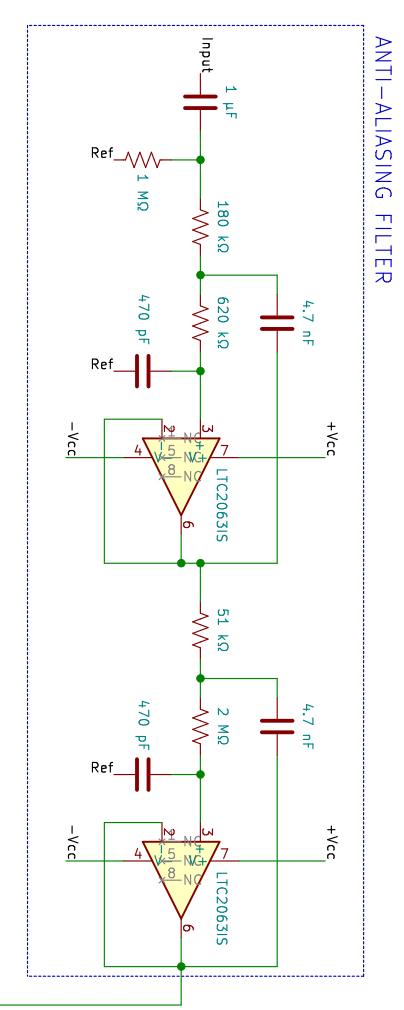 ANTI-ALIASING FILTER
Input
1 µF
Ref
1 MΩ
180 kΩ
470 pF
620 kΩ
4.7 nF
Ref
-Vcc
+Vcc
2
1
NC
3
4
V-
5
NC
V+
+
7
8
NC
6
LTC2063IS
51 kΩ
470 pF
2 MΩ
4.7 nF
Ref
-Vcc
+Vcc
2
1
NC
3
4
V-
5
NC
V+
+
7
8
NC
6
LTC2063IS